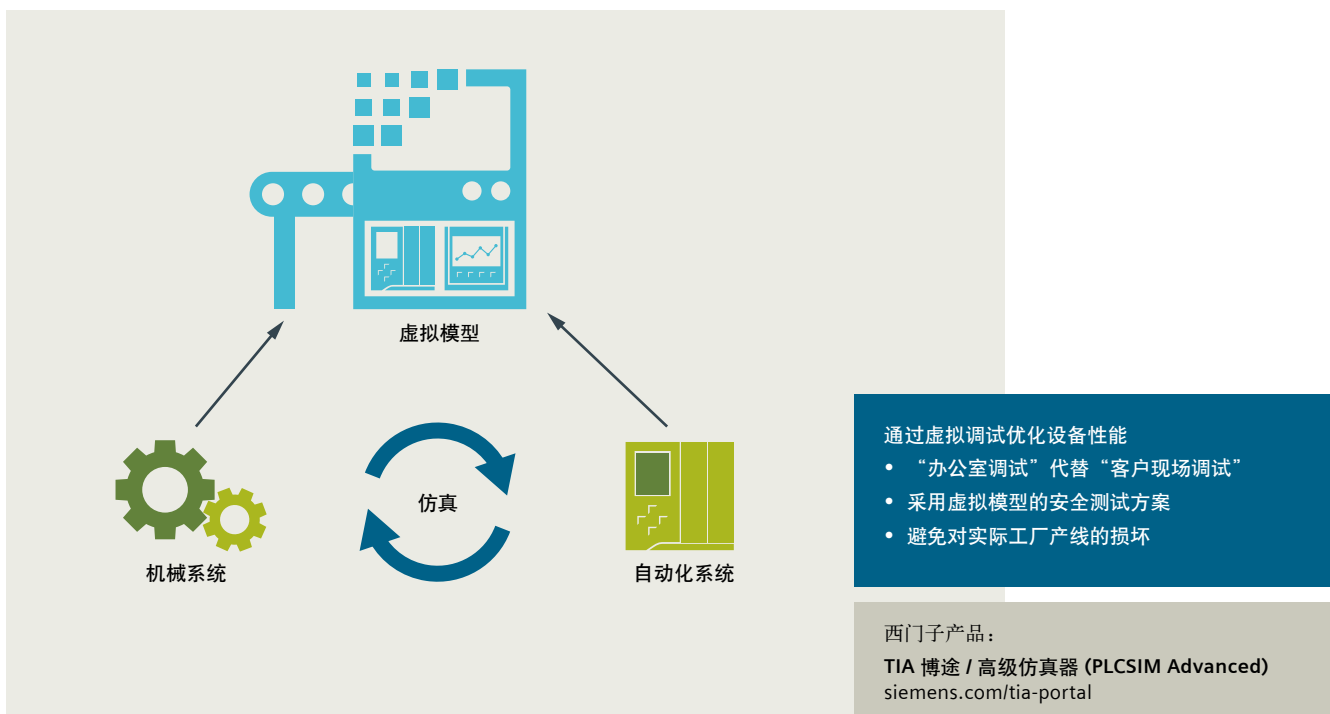 虚拟模型
仿真
机械系统
自动化系统
通过虚拟调试优化设备性能
• “办公室调试”代替“客户现场调试”
• 采用虚拟模型的安全测试方案
• 避免对实际工厂产线的损坏
西门子产品：
TIA 博途 / 高级仿真器 (PLCSIM Advanced)
siemens.com/tia-portal